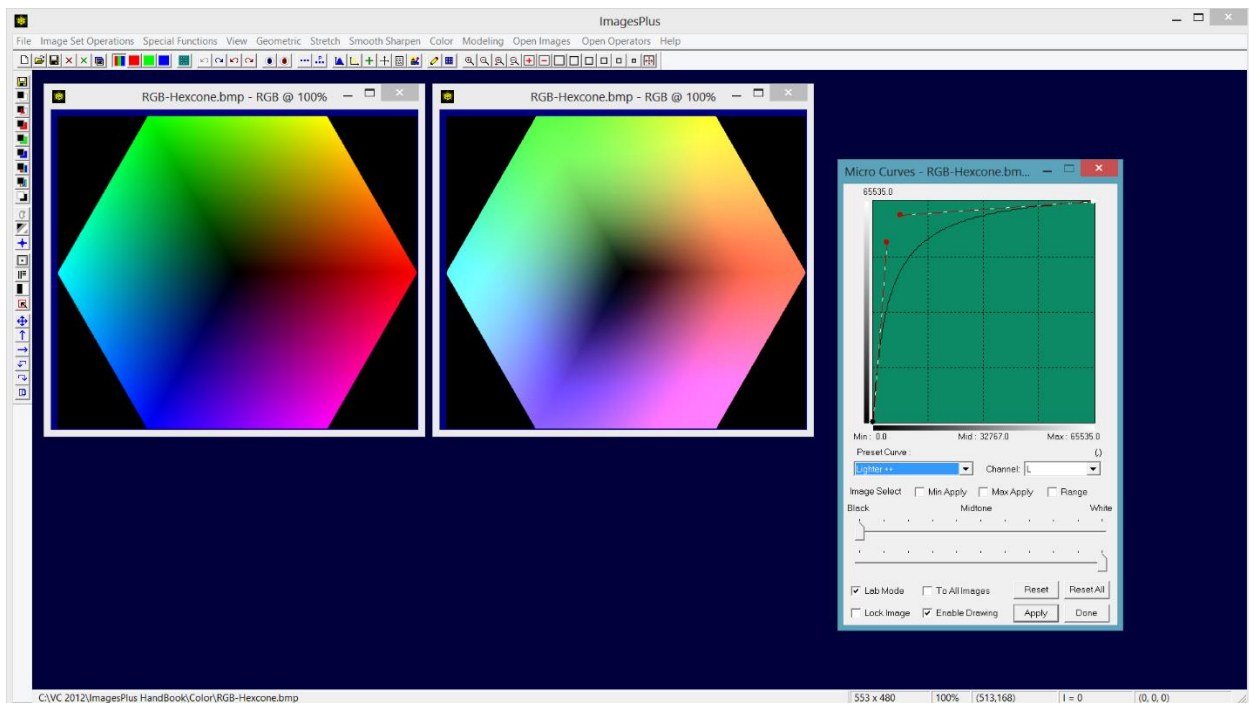 ImagesPlus
File Image Set Operations Special Functions View Geometric Stretch Smooth Sharpen Color Modeling Open Images Open Operators Help
RGB-Hexcone.bmp - RGB @ 100%
RGB-Hexcone.bmp - RGB @ 100%
Micro Curves - RGB-Hexcone.bm...
65535.0
Min : 0.0 Mid : 32767.0 Max : 65535.0
Preset Curve : (,)
Lighter ++ Channel: L
Image Select Min Apply Max Apply Range
Black Midtone White
Lab Mode To All Images Reset Reset All
Lock Image Enable Drawing Apply Done
C:\VC 2012\ImagesPlus HandBook\Color\RGB-Hexcone.bmp 553 x 480 100% (513,168) I = 0 (0, 0, 0)